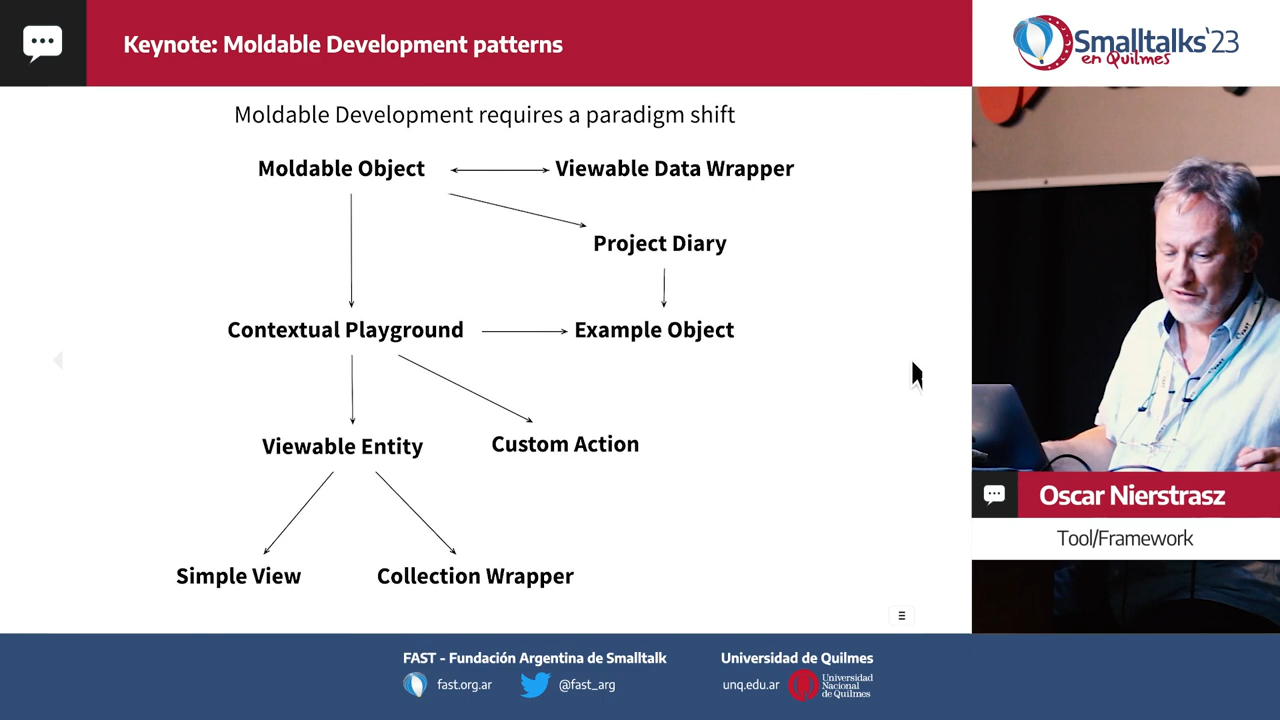 Keynote: Moldable Development patterns
Smalltalks'23
en Quilmes
Moldable Development requires a paradigm shift
Moldable Object
Viewable Data Wrapper
Project Diary
Contextual Playground
Example Object
Viewable Entity
Custom Action
Simple View
Collection Wrapper
Oscar Nierstrasz
Tool/Framework
FAST - Fundación Argentina de Smalltalk
Universidad de Quilmes
fast.org.ar
@fast_arg
unq.edu.ar
Universidad
Nacional
de Quilmes